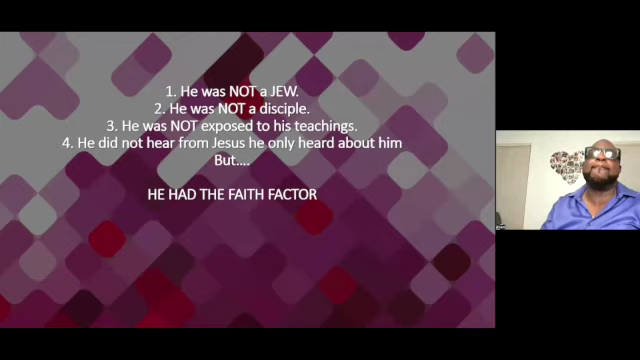 1. He was NOT a JEW.
2. He was NOT a disciple.
3. He was NOT exposed to his teachings.
4. He did not hear from Jesus he only heard about him
But....
HE HAD THE FAITH FACTOR